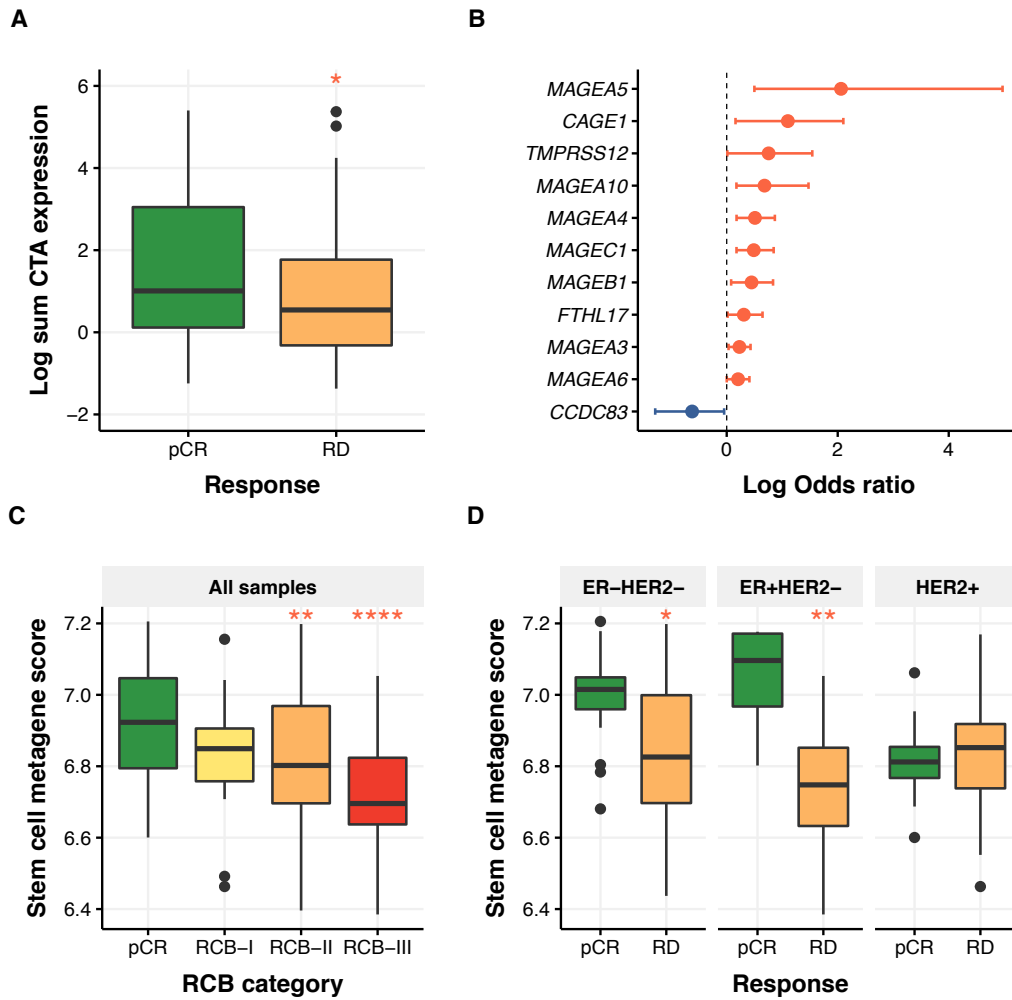 A
Log sum CTA expression
6
4
2
0
−2
*
pCR RD
Response
B
MAGEA5
CAGE1
TMPRSS12
MAGEA10
MAGEA4
MAGEC1
MAGEB1
FTHL17
MAGEA3
MAGEA6
CCDC83
0 2 4
Log Odds ratio
C
All samples
Stem cell metagene score
7.2
7.0
6.8
6.6
6.4
** ****
pCR RCB−I RCB−II RCB−III
RCB category
D
ER−HER2− ER+HER2− HER2+
Stem cell metagene score
7.2
7.0
6.8
6.6
6.4
* **
pCR RD pCR RD pCR RD
Response